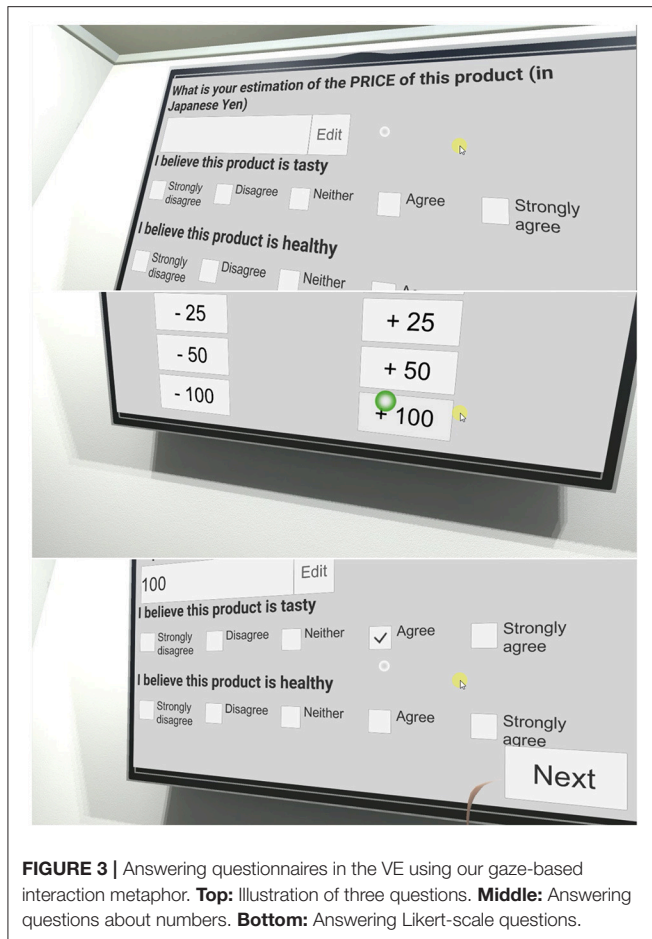 What is your estimation of the PRICE of this product (in
Japanese Yen)
Edit
I believe this product is tasty
Strongly disagree Disagree Neither Agree Strongly agree
I believe this product is healthy
Strongly disagree Disagree Neither
- 25 + 25
- 50 + 50
- 100 + 100
100 Edit
I believe this product is tasty
Strongly disagree Disagree Neither Agree Strongly agree
I believe this product is healthy
Strongly disagree Disagree Neither Agree Strongly agree
Next
FIGURE 3 | Answering questionnaires in the VE using our gaze-based
interaction metaphor. Top: Illustration of three questions. Middle: Answering
questions about numbers. Bottom: Answering Likert-scale questions.